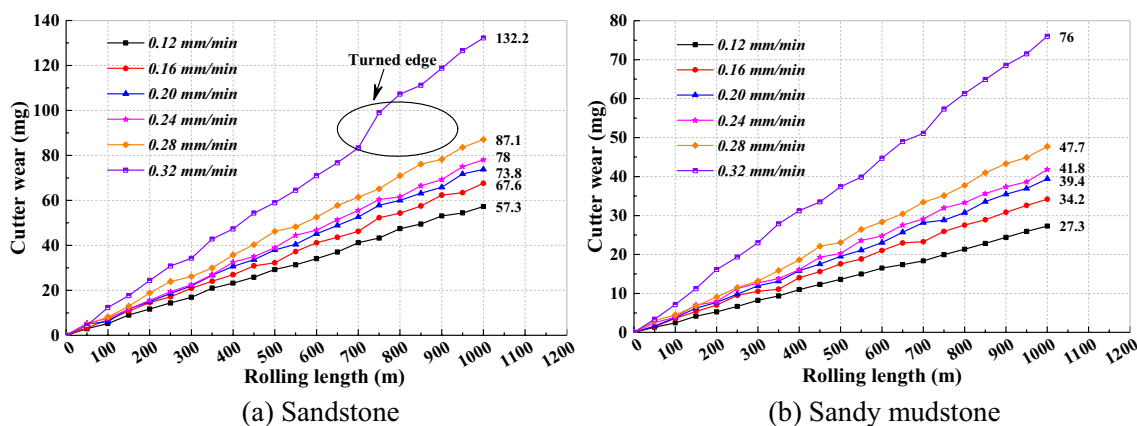 140
120
100
80
60
40
20
0
Cutter wear (mg)
0.12 mm/min
0.16 mm/min
0.20 mm/min
0.24 mm/min
0.28 mm/min
0.32 mm/min
Turned edge
132.2
87.1
78
73.8
67.6
57.3
0 100 200 300 400 500 600 700 800 900 1000 1100 1200
Rolling length (m)
(a) Sandstone
80
70
60
50
40
30
20
10
0
Cutter wear (mg)
0.12 mm/min
0.16 mm/min
0.20 mm/min
0.24 mm/min
0.28 mm/min
0.32 mm/min
76
47.7
41.8
39.4
34.2
27.3
0 100 200 300 400 500 600 700 800 900 1000 1100 1200
Rolling length (m)
(b) Sandy mudstone